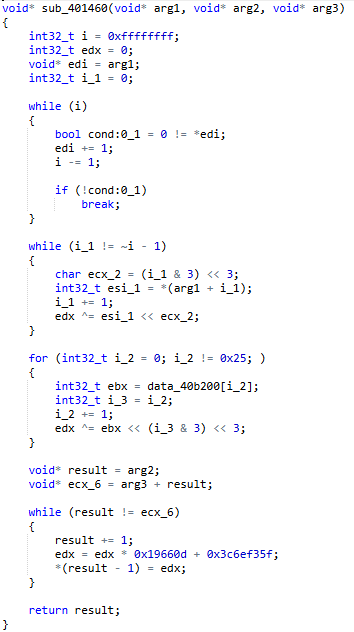 void* sub_401460(void* arg1, void* arg2, void* arg3)
{
int32_t i = 0xffffffff;
int32_t edx = 0;
void* edi = arg1;
int32_t i_1 = 0;
while (i)
{
bool cond:0_1 = 0 != *edi;
edi += 1;
i -= 1;
if (!cond:0_1)
break;
}
while (i_1 != ~i - 1)
{
char ecx_2 = (i_1 & 3) << 3;
int32_t esi_1 = *(arg1 + i_1);
i_1 += 1;
edx ^= esi_1 << ecx_2;
}
for (int32_t i_2 = 0; i_2 != 0x25; )
{
int32_t ebx = data_40b200[i_2];
int32_t i_3 = i_2;
i_2 += 1;
edx ^= ebx << (i_3 & 3) << 3;
}
void* result = arg2;
void* ecx_6 = arg3 + result;
while (result != ecx_6)
{
result += 1;
edx = edx * 0x19660d + 0x3c6ef35f;
*(result - 1) = edx;
}
return result;
}